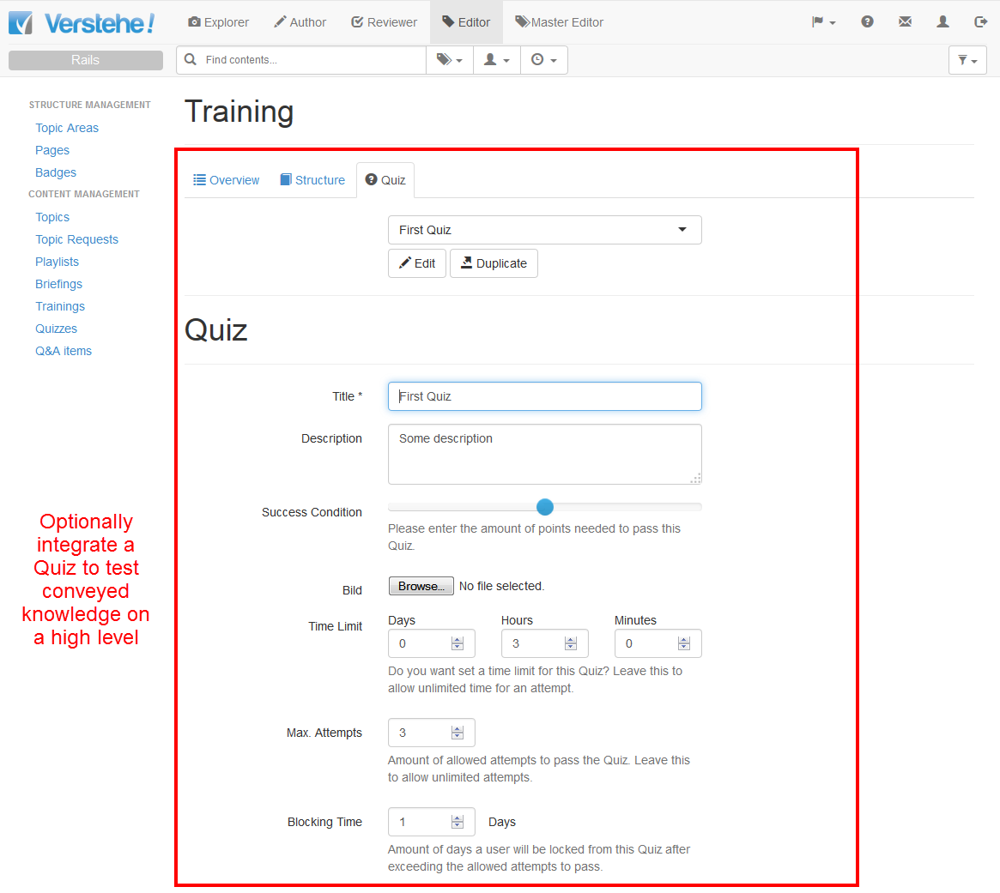 Verstehe!
Explorer
Author
Reviewer
Editor
Master Editor
Rails
Find contents...
STRUCTURE MANAGEMENT
Topic Areas
Pages
Badges
CONTENT MANAGEMENT
Topics
Topic Requests
Playlists
Briefings
Trainings
Quizzes
Q&A items
Optionally
integrate a
Quiz to test
conveyed
knowledge on
a high level
Training
Overview
Structure
Quiz
First Quiz
Edit
Duplicate
Quiz
Title *
First Quiz
Description
Some description
Success Condition
Please enter the amount of points needed to pass this
Quiz.
Bild
Browse...
No file selected.
Time Limit
Days
Hours
Minutes
0
3
0
Do you want set a time limit for this Quiz? Leave this to
allow unlimited time for an attempt.
Max. Attempts
3
Amount of allowed attempts to pass the Quiz. Leave this
to allow unlimited attempts.
Blocking Time
1
Days
Amount of days a user will be locked from this Quiz after
exceeding the allowed attempts to pass.